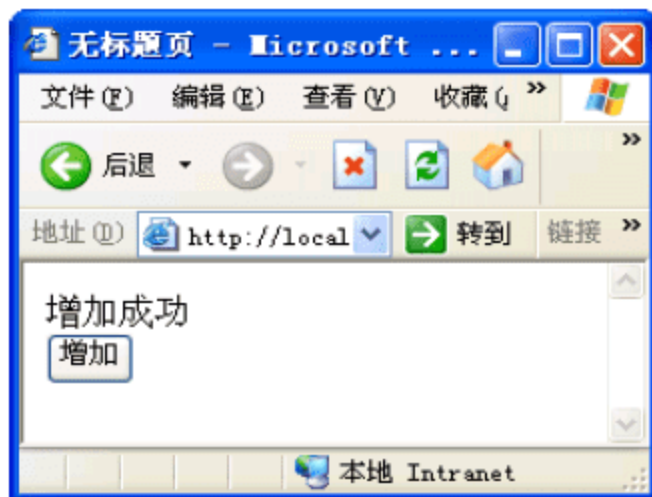 无标题页 - Microsoft ...
文件(F) 编辑(E) 查看(V) 收藏( »
后退 »
地址(D) http://local 转到 链接 »
增加成功
增加
本地 Intranet